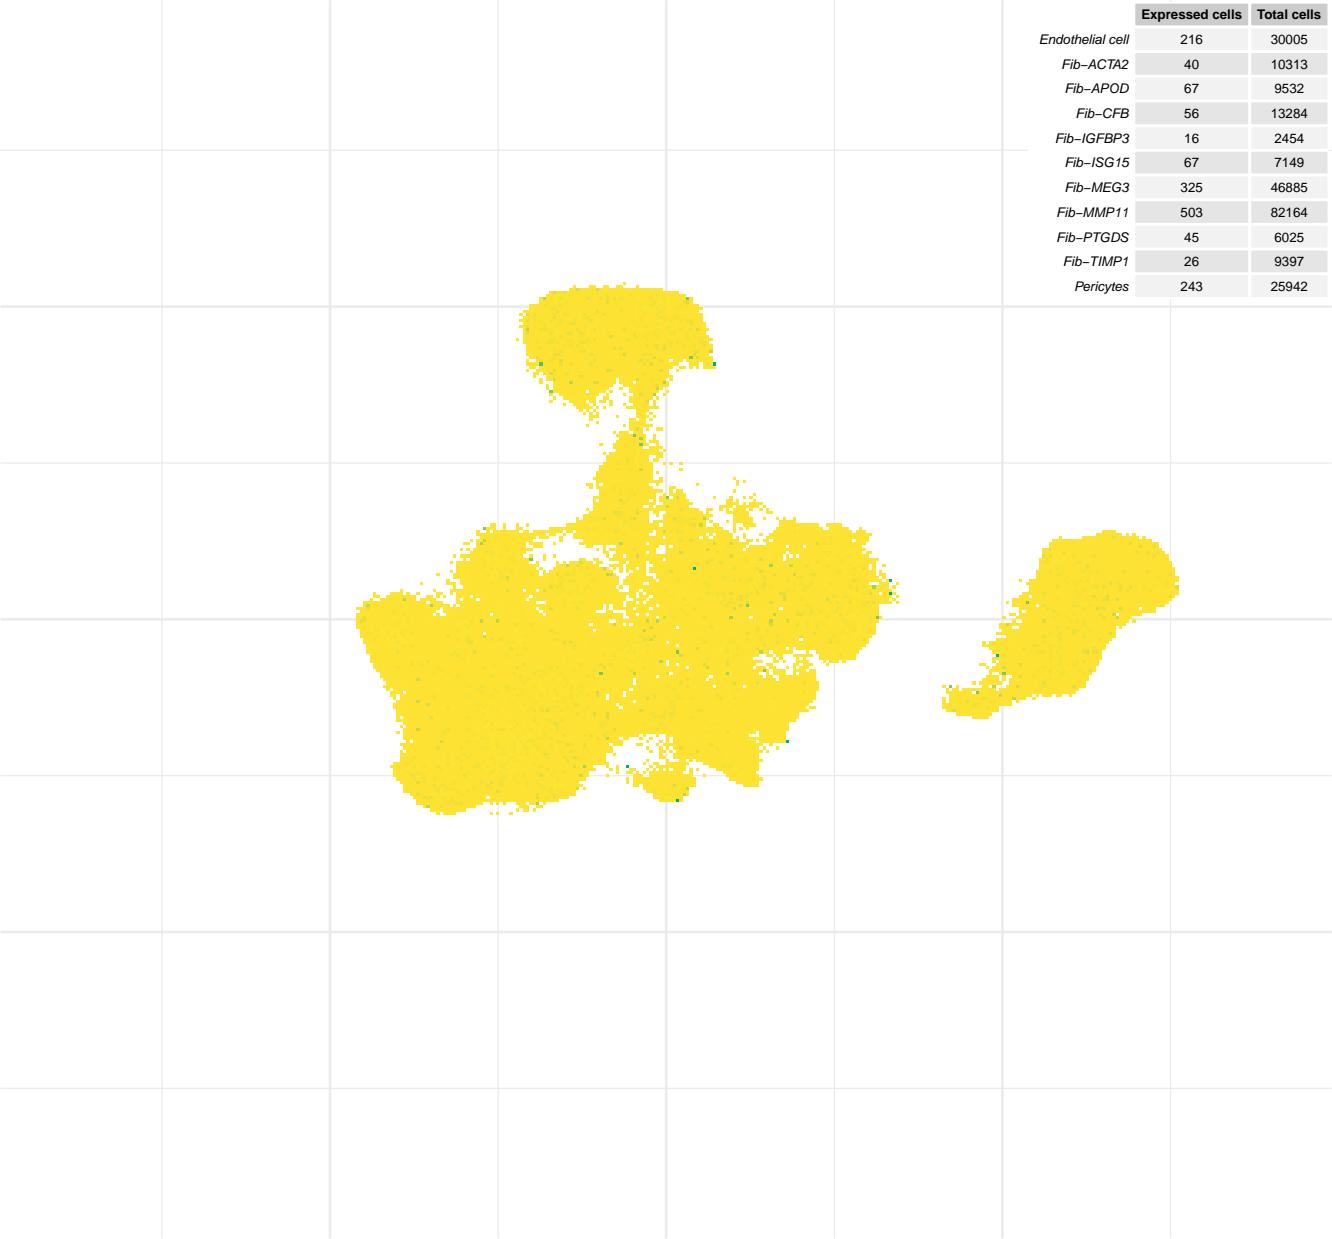 Expressed cells Total cells
Endothelial cell 216 30005
Fib−ACTA2 40 10313
Fib−APOD 67 9532
Fib−CFB 56 13284
Fib−IGFBP3 16 2454
Fib−ISG15 67 7149
Fib−MEG3 325 46885
Fib−MMP11 503 82164
Fib−PTGDS 45 6025
Fib−TIMP1 26 9397
Pericytes 243 25942